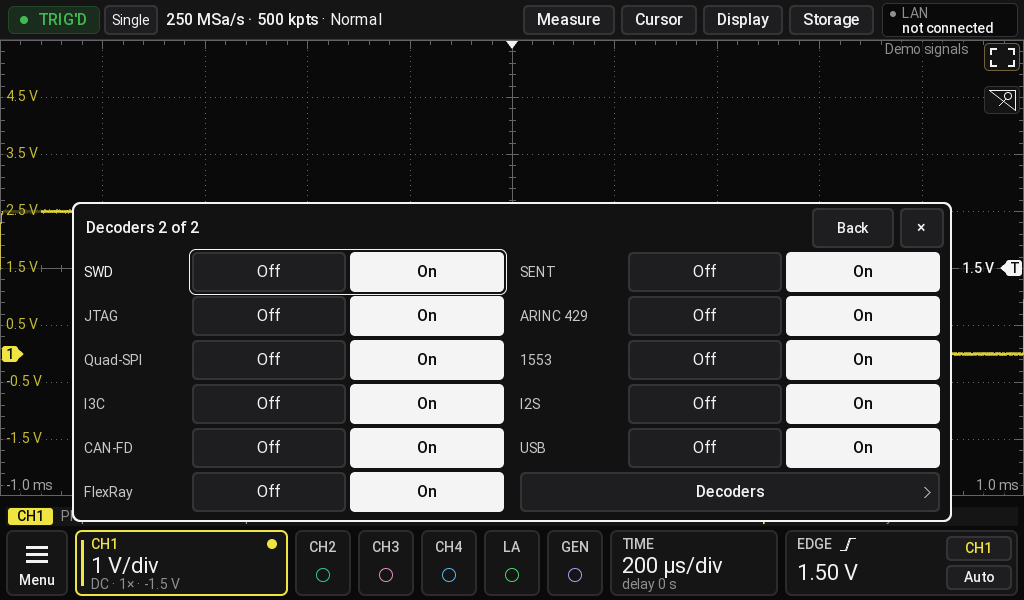 TRIG'D
Single
250 MSa/s · 500 kpts · Normal
Measure
Cursor
Display
Storage
LAN
not connected
Demo signals
4.5 V
3.5 V
2.5 V
1.5 V
0.5 V
1
-0.5 V
-1.5 V
-1.0 ms
1.5 V
T
1.0 ms
Decoders 2 of 2
Back
×
SWD
Off
On
SENT
Off
On
JTAG
Off
On
ARINC 429
Off
On
Quad-SPI
Off
On
1553
Off
On
I3C
Off
On
I2S
Off
On
CAN-FD
Off
On
USB
Off
On
FlexRay
Off
On
Decoders
CH1
Menu
CH1
1 V/div
DC · 1× · -1.5 V
CH2
CH3
CH4
LA
GEN
TIME
200 µs/div
delay 0 s
EDGE
1.50 V
CH1
Auto